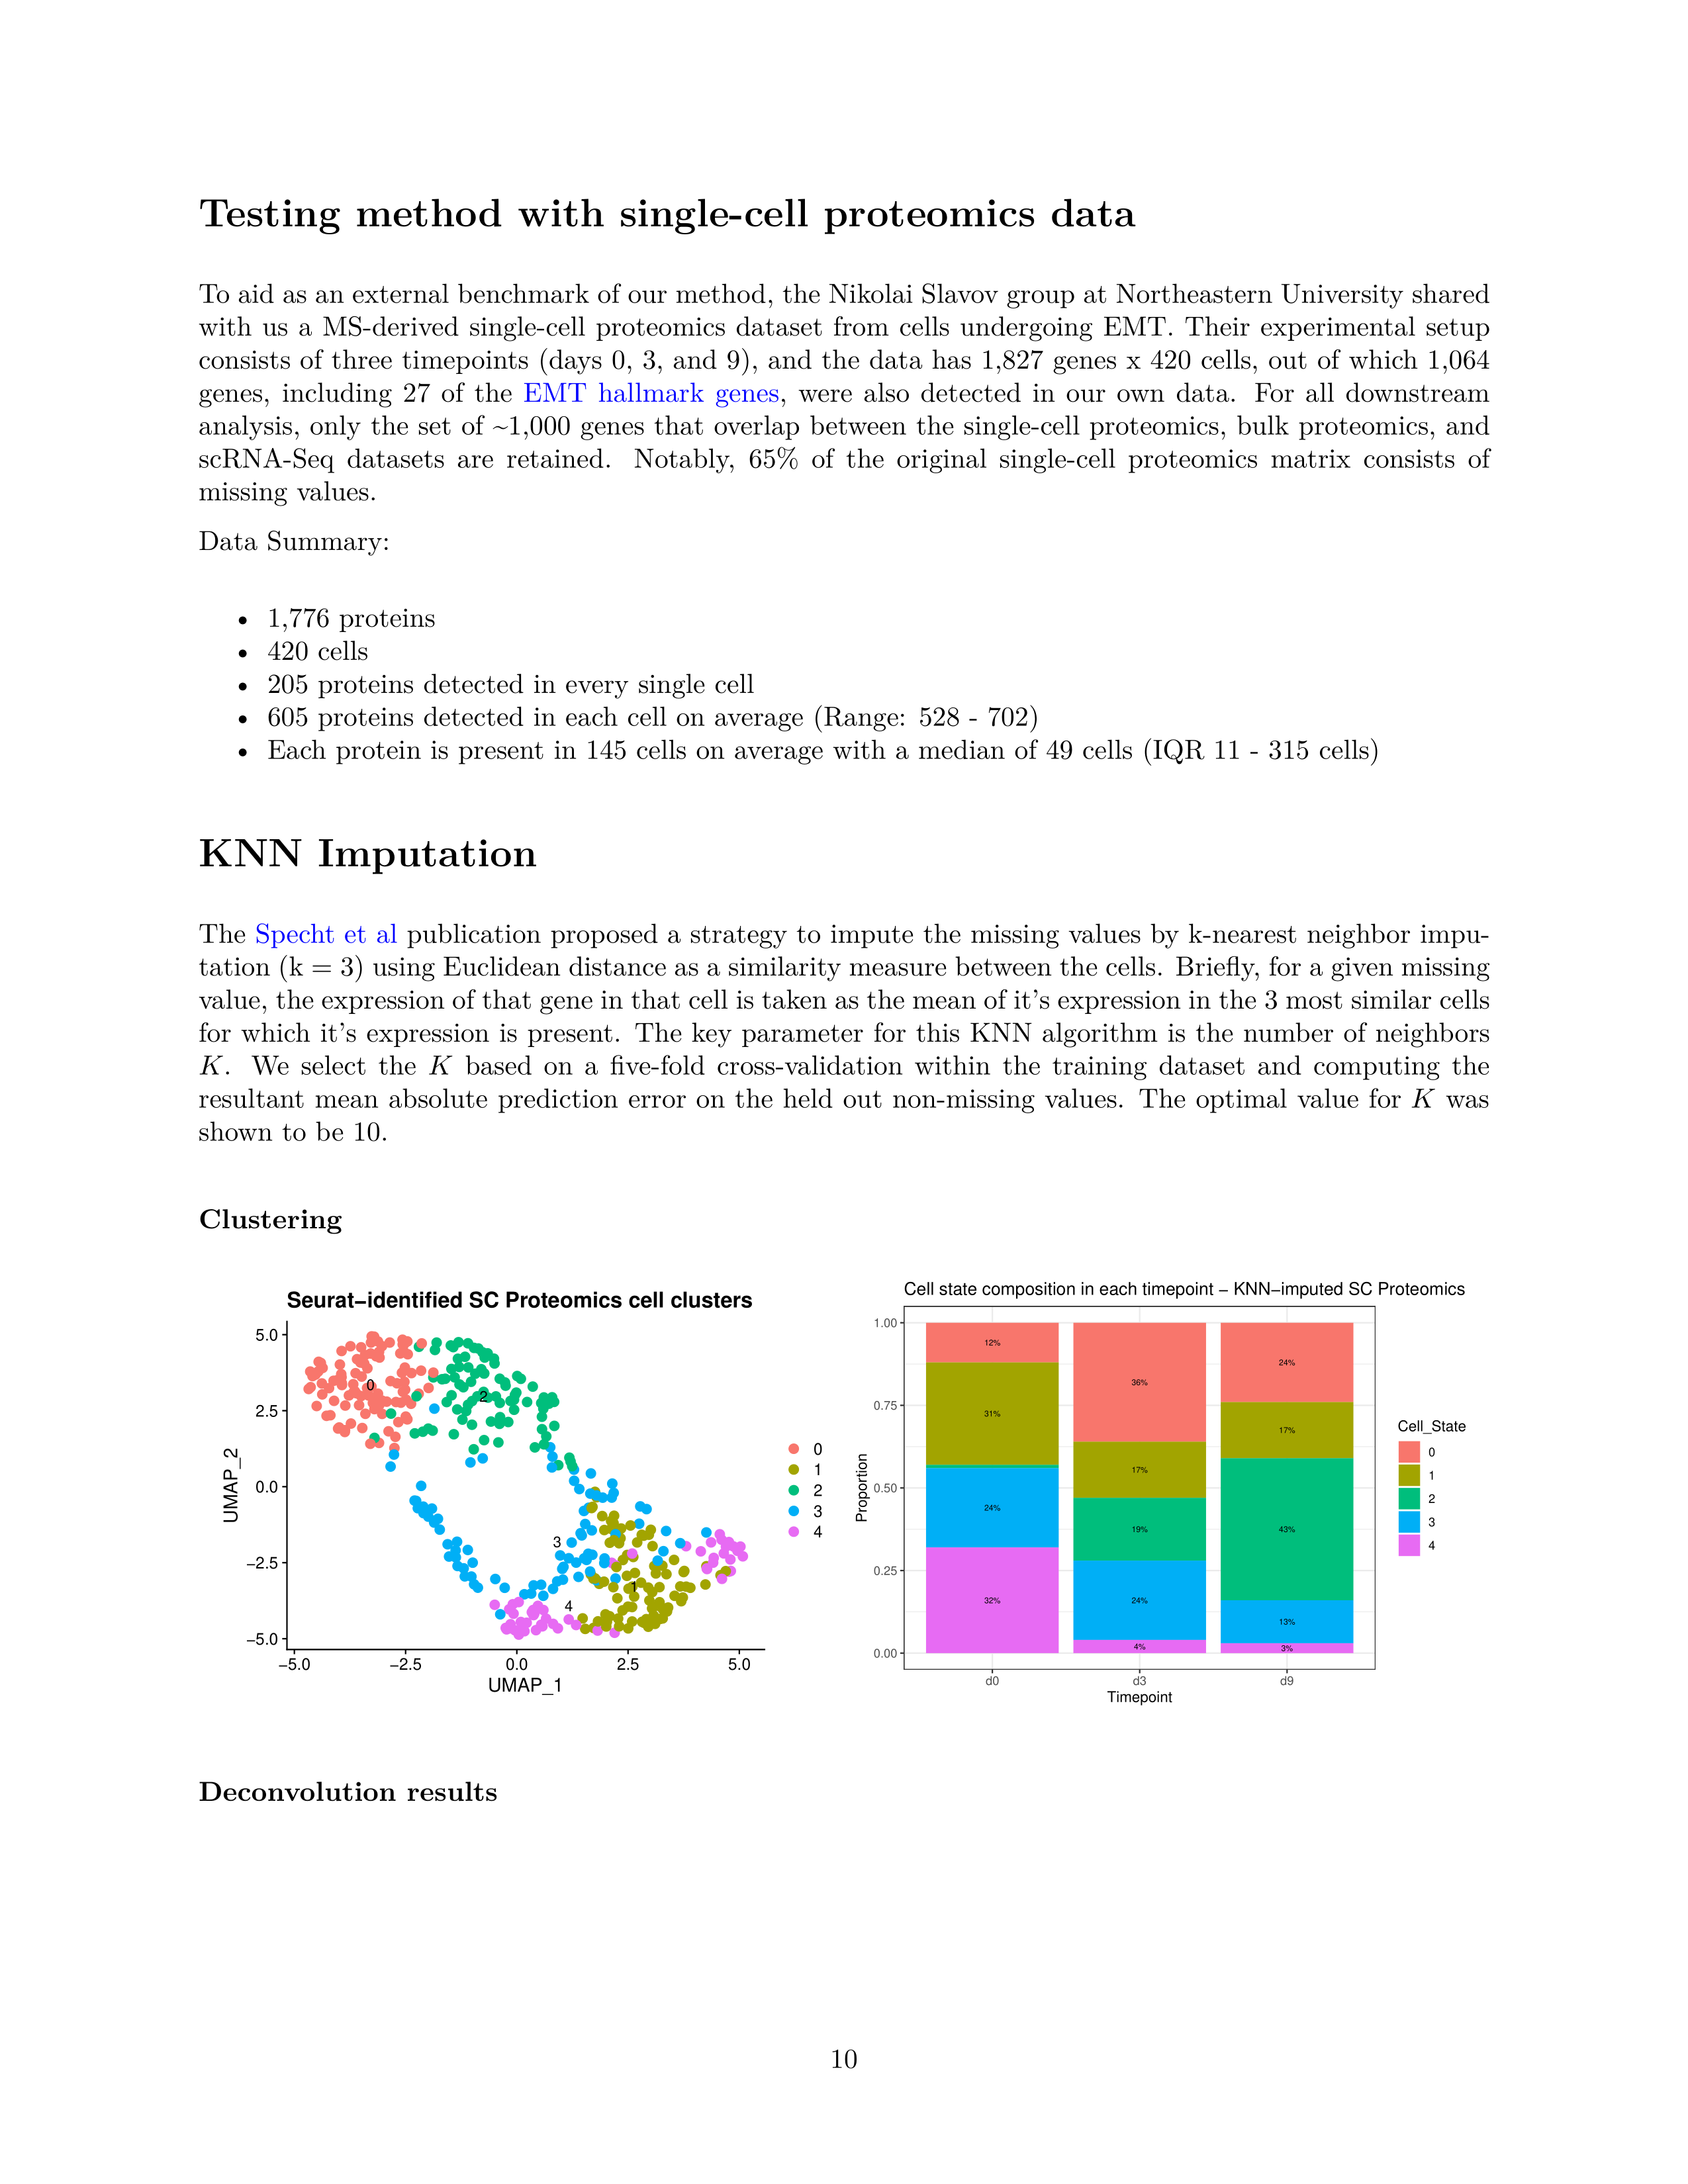 Testing method with single-cell proteomics data
To aid as an external benchmark of our method, the Nikolai Slavov group at Northeastern University shared
with us a MS-derived single-cell proteomics dataset from cells undergoing EMT. Their experimental setup
consists of three timepoints (days 0, 3, and 9), and the data has 1,827 genes x 420 cells, out of which 1,064
genes, including 27 of the EMT hallmark genes, were also detected in our own data. For all downstream
analysis, only the set of ~1,000 genes that overlap between the single-cell proteomics, bulk proteomics, and
scRNA-Seq datasets are retained. Notably, 65% of the original single-cell proteomics matrix consists of
missing values.
Data Summary:
• 1,776 proteins
• 420 cells
• 205 proteins detected in every single cell
• 605 proteins detected in each cell on average (Range: 528 - 702)
• Each protein is present in 145 cells on average with a median of 49 cells (IQR 11 - 315 cells)
KNN Imputation
The Specht et al publication proposed a strategy to impute the missing values by k-nearest neighbor impu-
tation (k = 3) using Euclidean distance as a similarity measure between the cells. Briefly, for a given missing
value, the expression of that gene in that cell is taken as the mean of it's expression in the 3 most similar cells
for which it's expression is present. The key parameter for this KNN algorithm is the number of neighbors
K. We select the K based on a five-fold cross-validation within the training dataset and computing the
resultant mean absolute prediction error on the held out non-missing values. The optimal value for K was
shown to be 10.
Clustering
Seurat−identified SC Proteomics cell clusters
5.0
2.5
0.0
−2.5
−5.0
UMAP_2
0
2
3
1
4
−5.0 −2.5 0.0 2.5 5.0
UMAP_1
0
1
2
3
4
Cell state composition in each timepoint − KNN−imputed SC Proteomics
1.00
0.75
0.50
0.25
0.00
Proportion
12%
31%
24%
32%
36%
17%
19%
24%
4%
24%
17%
43%
13%
3%
d0 d3 d9
Timepoint
Cell_State
0
1
2
3
4
Deconvolution results
10